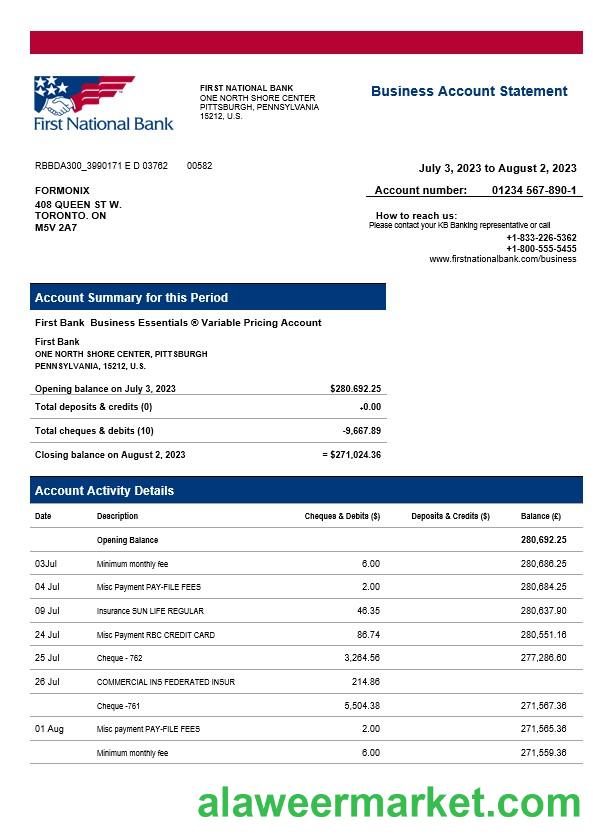 First National Bank
FIRST NATIONAL BANK
ONE NORTH SHORE CENTER
PITTSBURGH, PENNSYLVANIA
15212, U.S.
Business Account Statement
RBBDA300_3990171 E D 03762 00582
FORMONIX
408 QUEEN ST W.
TORONTO. ON
M5V 2A7
July 3, 2023 to August 2, 2023
Account number: 01234 567-890-1
How to reach us:
Please contact your KB Banking representive or call
+1-833-226-5362
+1-800-555-5455
www.firstnationalbank.com/business
Account Summary for this Period
First Bank Business Essentials ® Variable Pricing Account
First Bank
ONE NORTH SHORE CENTER, PITTSBURGH
PENNSYLVANIA, 15212, U.S.
Opening balance on July 3, 2023 $280.692.25
Total deposits & credits (0) +0.00
Total cheques & debits (10) -9,667.89
Closing balance on August 2, 2023 = $271,024.36
Account Activity Details
Date Description Cheques & Debits ($) Deposits & Credits ($) Balance (£)
Opening Balance 280,692.25
03Jul Minimum monthly fee 6.00 280,686.25
04 Jul Misc Payment PAY-FILE FEES 2.00 280,684.25
09 Jul Insurance SUN LIFE REGULAR 46.35 280,637.90
24 Jul Misc Payment RBC CREDIT CARD 86.74 280,551.16
25 Jul Cheque - 762 3,264.56 277,286.60
26 Jul COMMERCIAL INS FEDERATED INSUR 214.86
Cheque -761 5,504.38 271,567.36
01 Aug Misc payment PAY-FILE FEES 2.00 271,565.36
Minimum monthly fee 6.00 271,559.36
alaweermarket.com